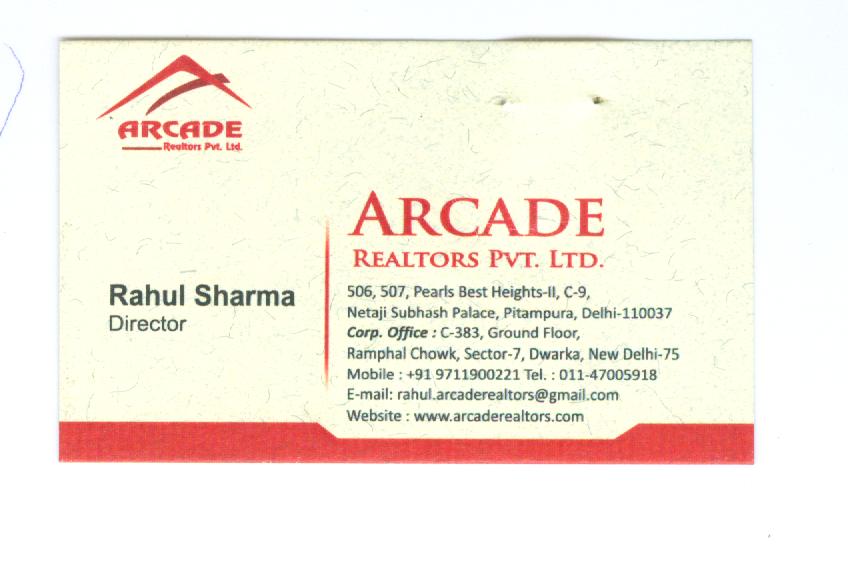 ARCADE
Realtors Pvt. Ltd.
ARCADE
REALTORS PVT. LTD.
Rahul Sharma
Director
506, 507, Pearls Best Heights-II, C-9,
Netaji Subhash Palace, Pitampura, Delhi-110037
Corp. Office : C-383, Ground Floor,
Ramphal Chowk, Sector-7, Dwarka, New Delhi-75
Mobile : +91 9711900221 Tel. : 011-47005918
E-mail: rahul.arcaderealtors@gmail.com
Website : www.arcaderealtors.com